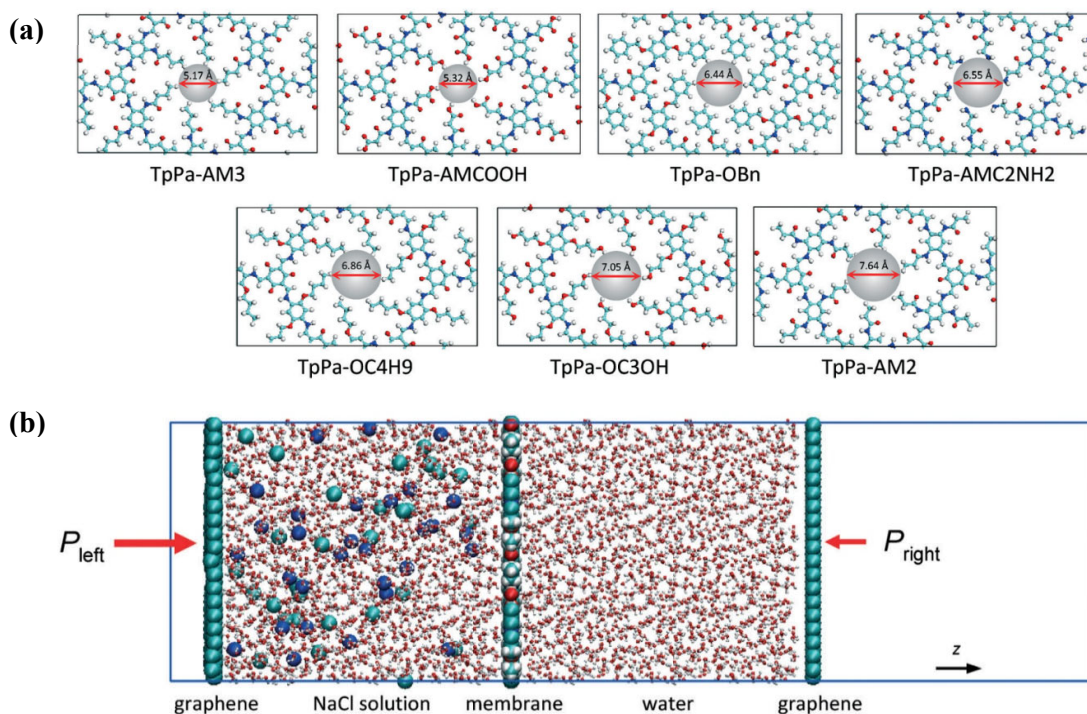 (a)
5.17 Å
5.32 Å
6.44 Å
6.55 Å
TpPa-AM3
TpPa-AMCOOH
TpPa-OBn
TpPa-AMC2NH2
6.86 Å
7.05 Å
7.64 Å
TpPa-OC4H9
TpPa-OC3OH
TpPa-AM2
(b)
Pleft
Pright
z
graphene
NaCl solution
membrane
water
graphene